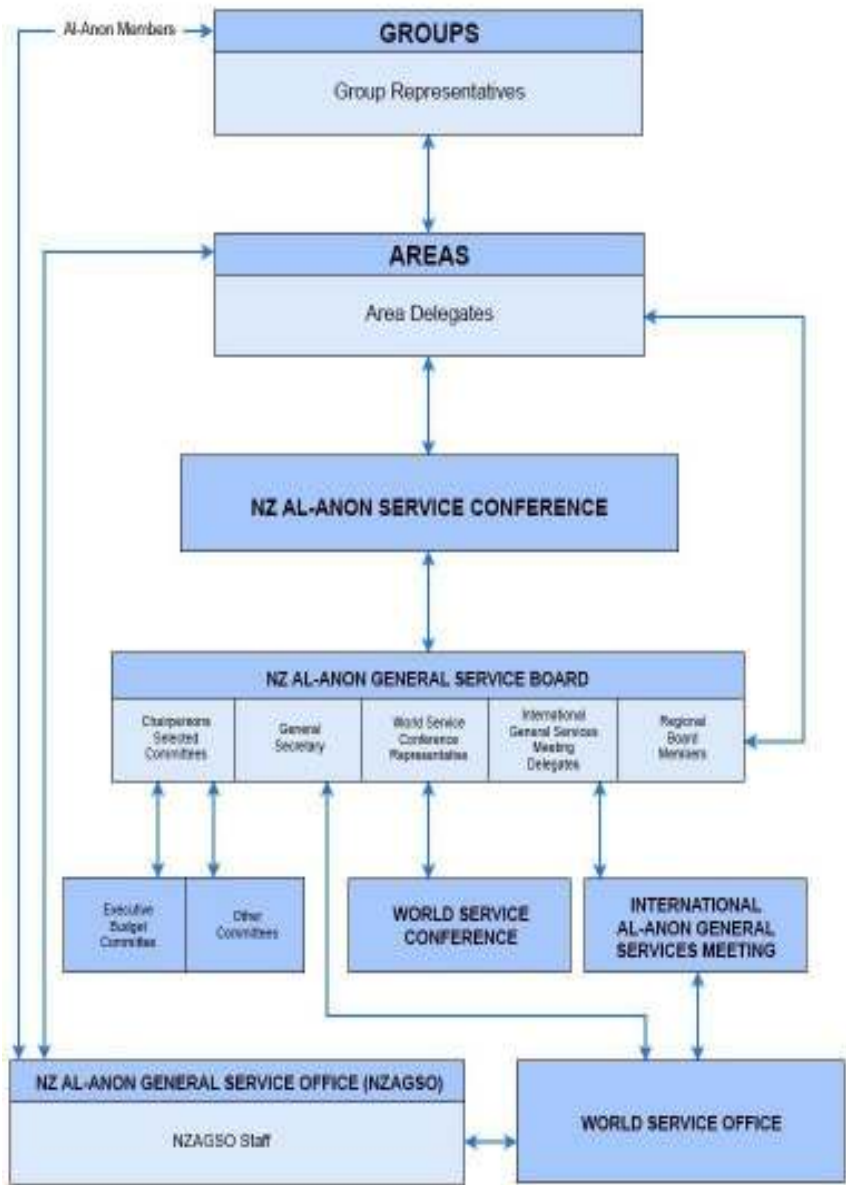 Al-Anon Members
GROUPS
Group Representatives
AREAS
Area Delegates
NZ AL-ANON SERVICE CONFERENCE
NZ AL-ANON GENERAL SERVICE BOARD
Chairpersons
Selected
Committees
General
Secretary
World Service
Conference
Representative
International
General Services
Meeting
Delegates
Regional
Board
Members
Executive
Budget
Committee
Other
Committees
WORLD SERVICE
CONFERENCE
INTERNATIONAL
AL-ANON GENERAL
SERVICES MEETING
NZ AL-ANON GENERAL SERVICE OFFICE (NZAGSO)
NZAGSO Staff
WORLD SERVICE OFFICE